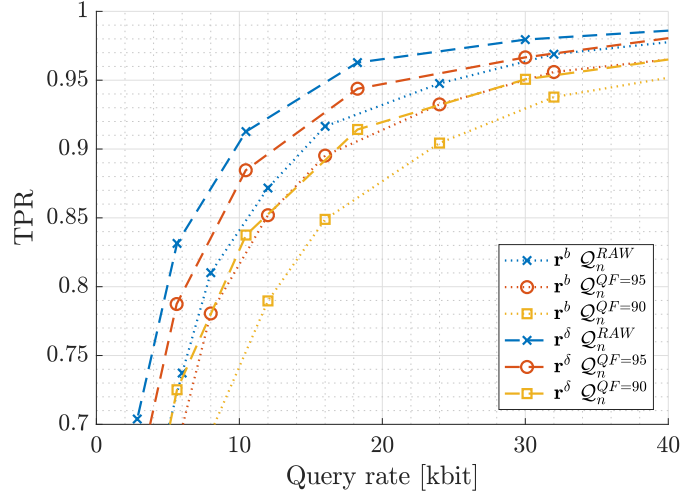 1
0.95
0.9
TPR
0.85
0.8
0.75
0.7
0 10 20 30 40
Query rate [kbit]
r^b Q_n^{RAW}
r^b Q_n^{QF=95}
r^b Q_n^{QF=90}
r^δ Q_n^{RAW}
r^δ Q_n^{QF=95}
r^δ Q_n^{QF=90}